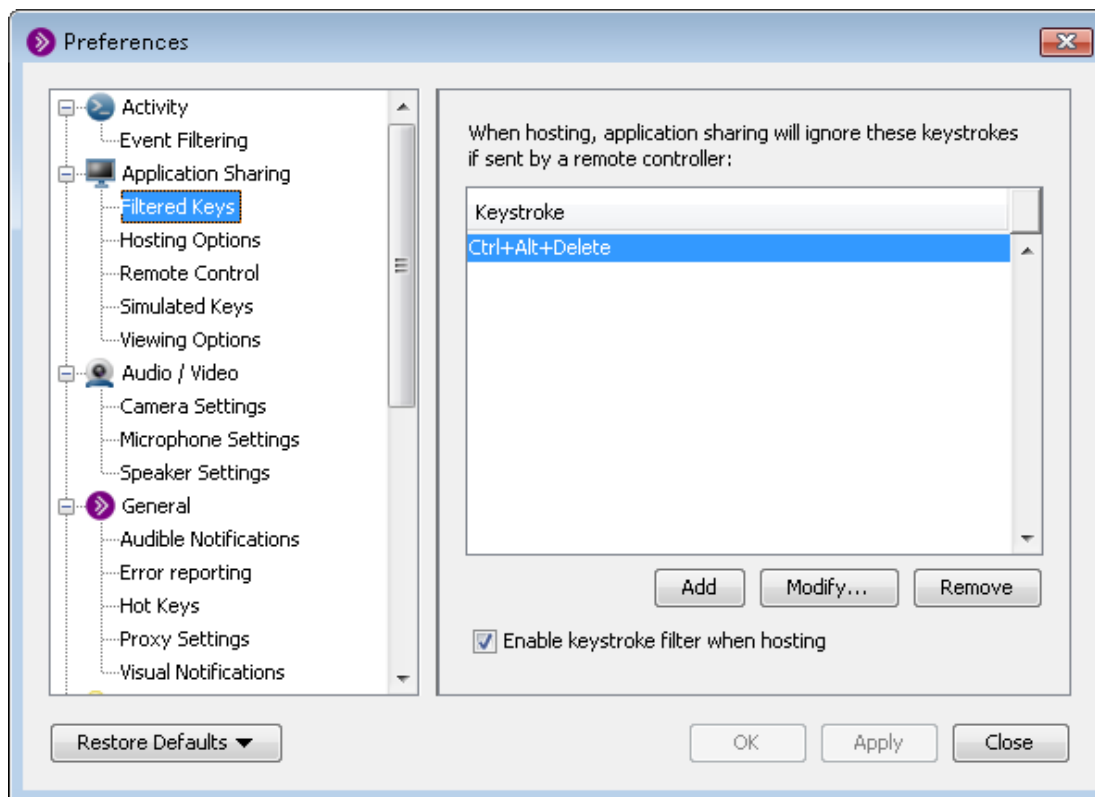 Preferences
Activity
Event Filtering
Application Sharing
Filtered Keys
Hosting Options
Remote Control
Simulated Keys
Viewing Options
Audio / Video
Camera Settings
Microphone Settings
Speaker Settings
General
Audible Notifications
Error reporting
Hot Keys
Proxy Settings
Visual Notifications
When hosting, application sharing will ignore these keystrokes
if sent by a remote controller:
Keystroke
Ctrl+Alt+Delete
Add
Modify...
Remove
Enable keystroke filter when hosting
Restore Defaults
OK
Apply
Close